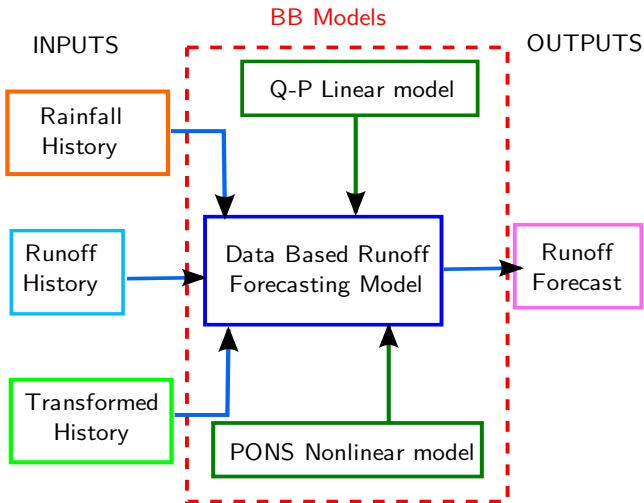 BB Models
INPUTS
OUTPUTS
Rainfall
History
Q-P Linear model
Runoff
History
Data Based Runoff
Forecasting Model
Runoff
Forecast
Transformed
History
PONS Nonlinear model